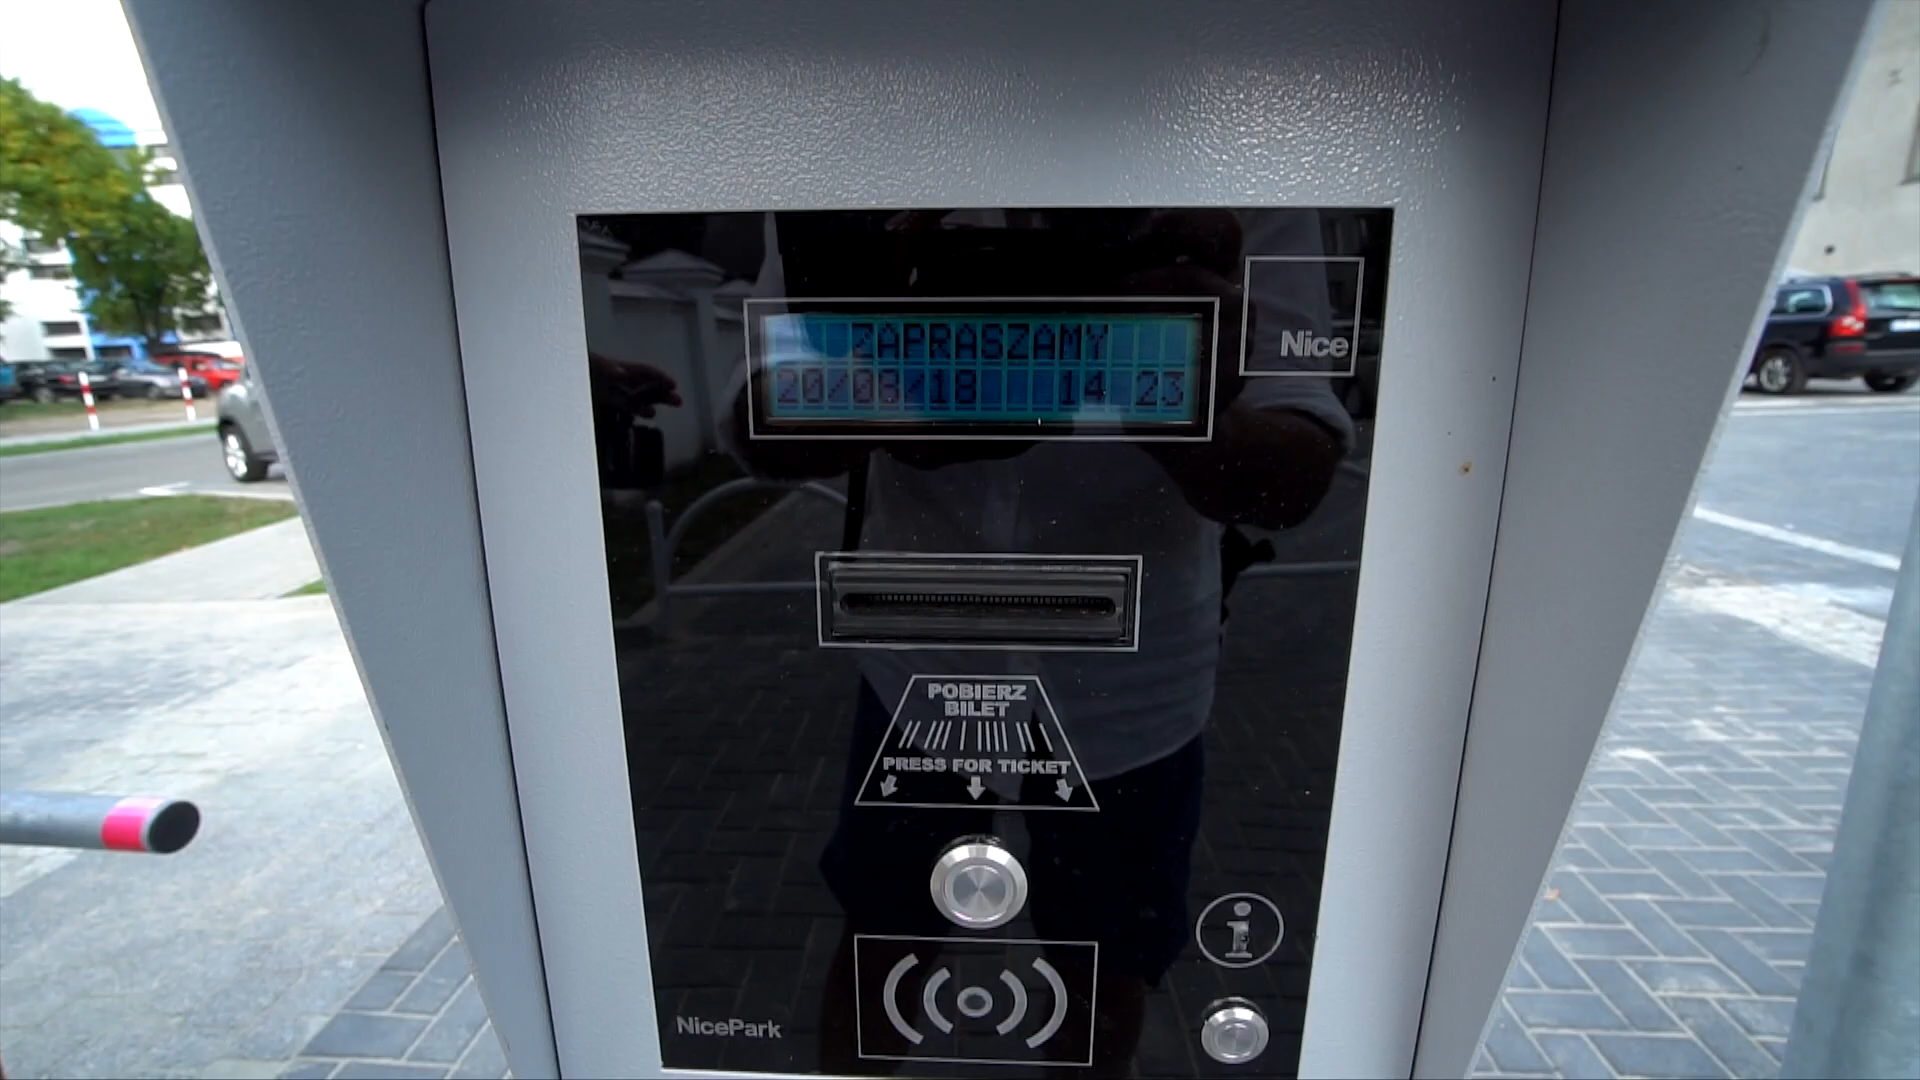 ZAPRASZAMY
20/08/18 14 23
Nice
POBIERZ
BILET
PRESS FOR TICKET
i
NicePark